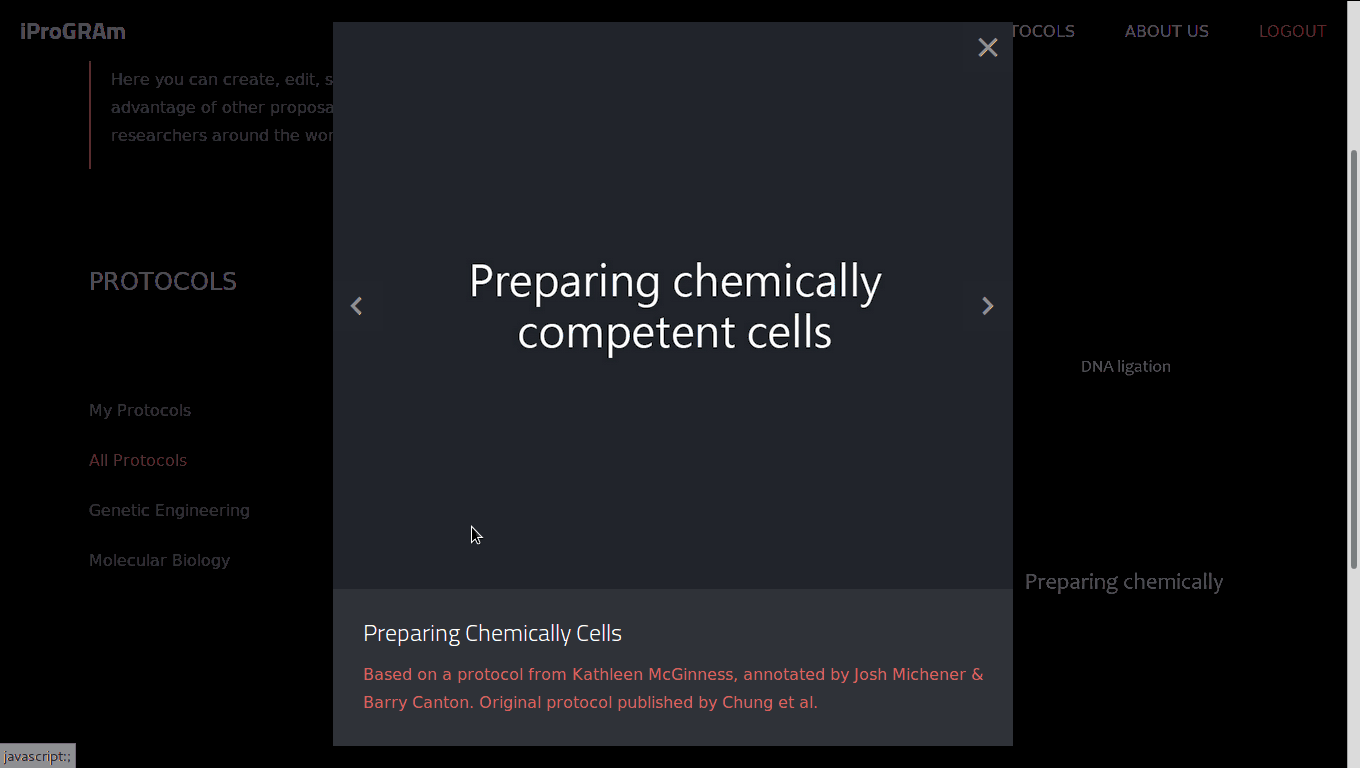 iProGRAm
TOCOLS
ABOUT US
LOGOUT
Here you can create, edit, s
advantage of other proposa
researchers around the wor
PROTOCOLS
My Protocols
All Protocols
Genetic Engineering
Molecular Biology
Preparing chemically
competent cells
Preparing Chemically Cells
Based on a protocol from Kathleen McGinness, annotated by Josh Michener &
Barry Canton. Original protocol published by Chung et al.
DNA ligation
Preparing chemically
javascript:;